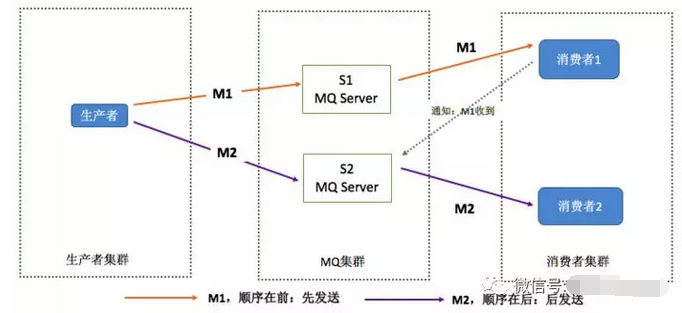 M1
S1
MQ Server
M1
消费者1
生产者
通知：M1收到
M2
S2
MQ Server
M2
消费者2
生产者集群
MQ集群
消费者集群
微信号:
M1，顺序在前：先发送
M2，顺序在后：后发送